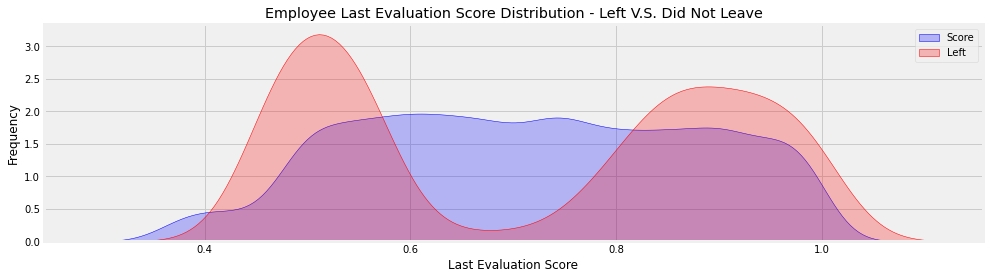 Employee Last Evaluation Score Distribution - Left V.S. Did Not Leave
Score
Left
Frequency
3.0
2.5
2.0
1.5
1.0
0.5
0.0
0.4
0.6
0.8
1.0
Last Evaluation Score